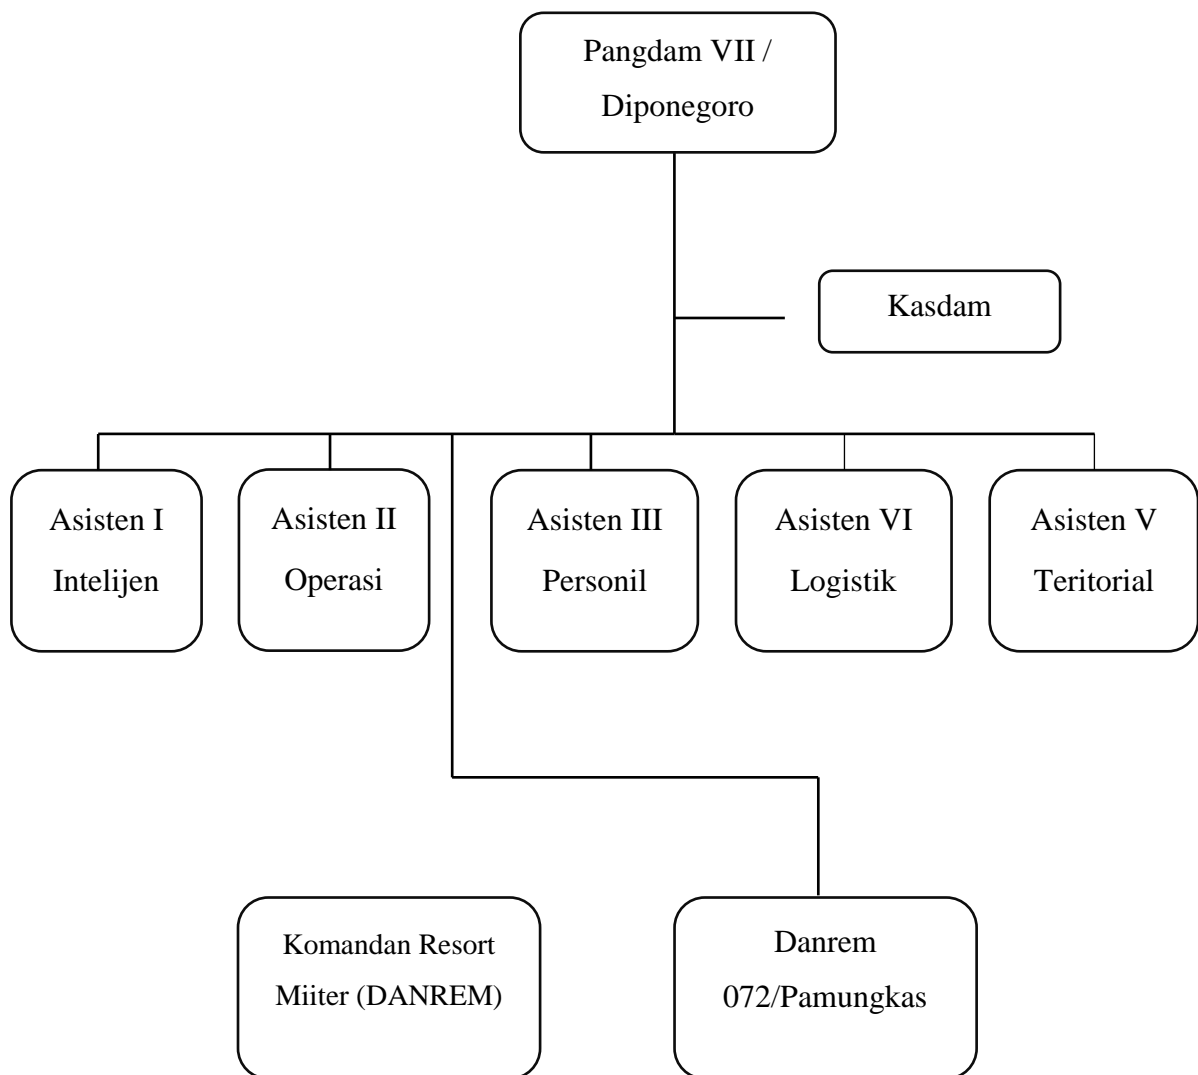 Pangdam VII /
Diponegoro
Kasdam
Asisten I
Intelijen
Asisten II
Operasi
Asisten III
Personil
Asisten VI
Logistik
Asisten V
Teritorial
Komandan Resort
Miiter (DANREM)
Danrem
072/Pamungkas